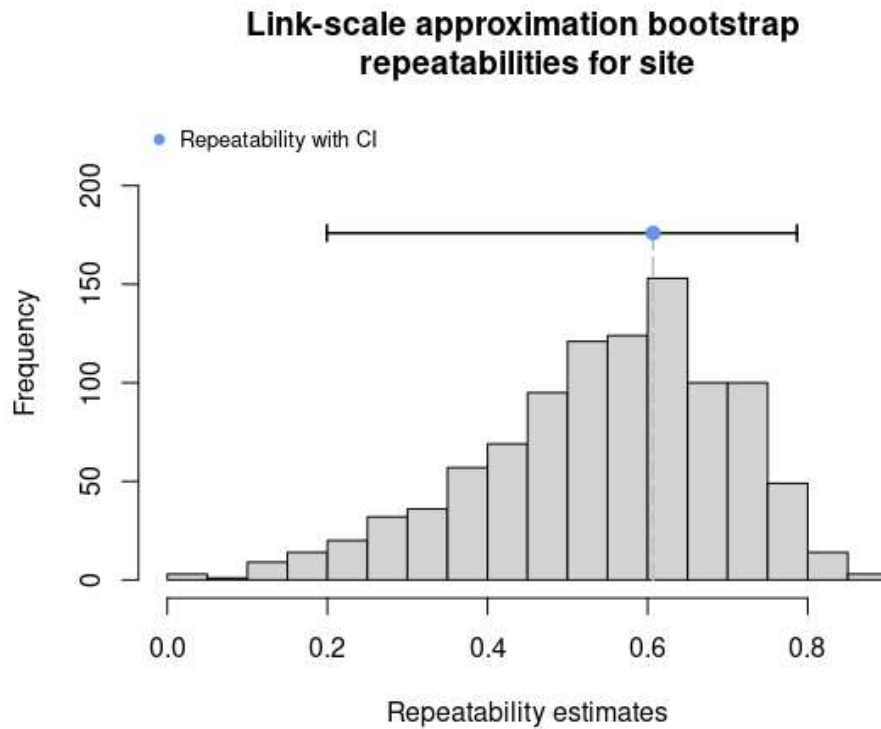 Link-scale approximation bootstrap
repeatabilities for site
Repeatability with CI
200
150
100
50
0
Frequency
0.0 0.2 0.4 0.6 0.8
Repeatability estimates